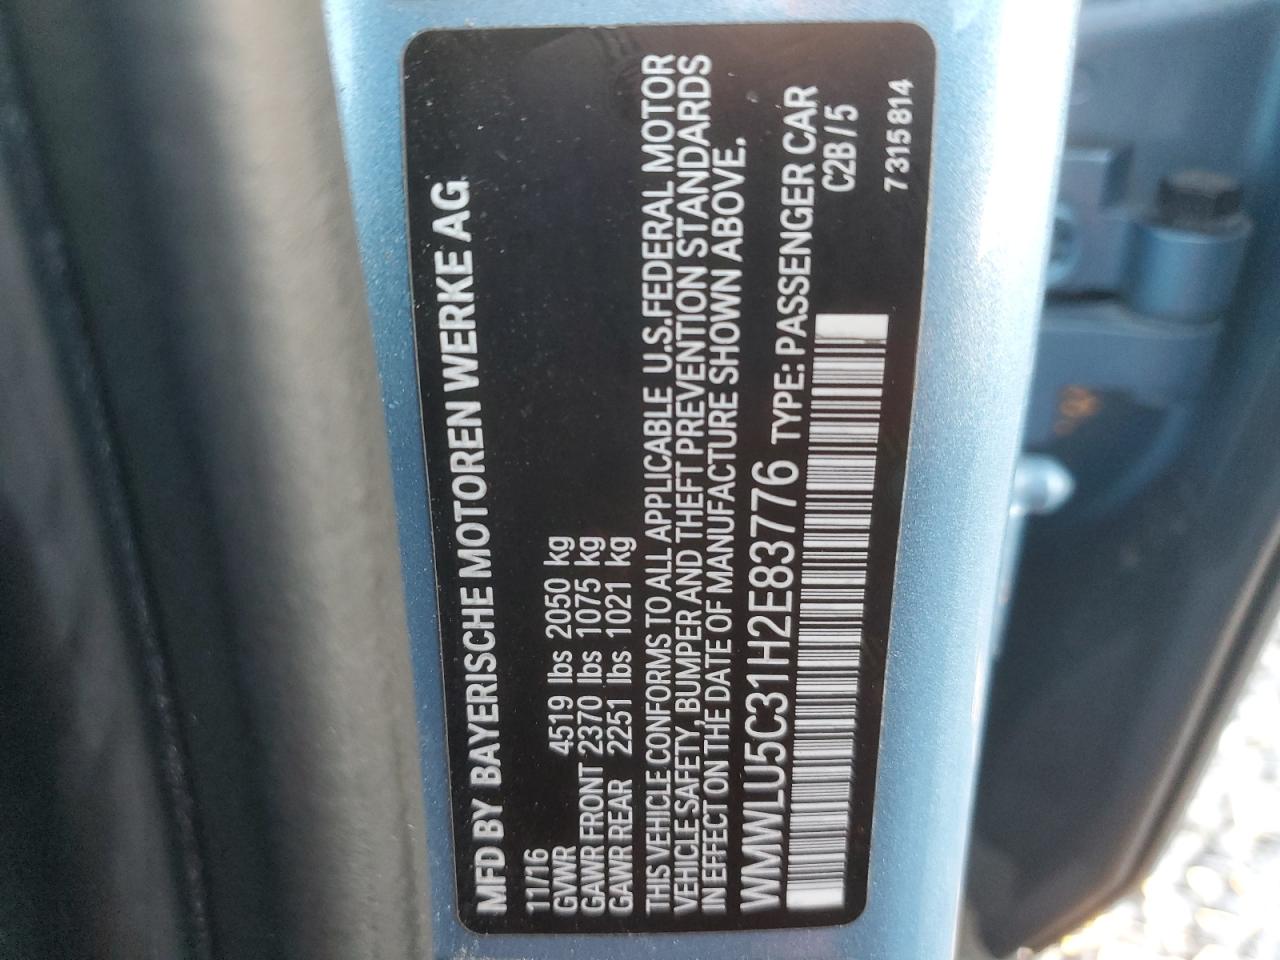 MFD BY BAYERISCHE MOTOREN WERKE AG
11/16
GVWR 4519 lbs 2050 kg
GAWR FRONT 2370 lbs 1075 kg
GAWR REAR 2251 lbs 1021 kg
THIS VEHICLE CONFORMS TO ALL APPLICABLE U.S.FEDERAL MOTOR
VEHICLE SAFETY, BUMPER AND THEFT PREVENTION STANDARDS
IN EFFECT ON THE DATE OF MANUFACTURE SHOWN ABOVE.
WMWLU5C31H2E83776 TYPE: PASSENGER CAR
C2B/5
7315814